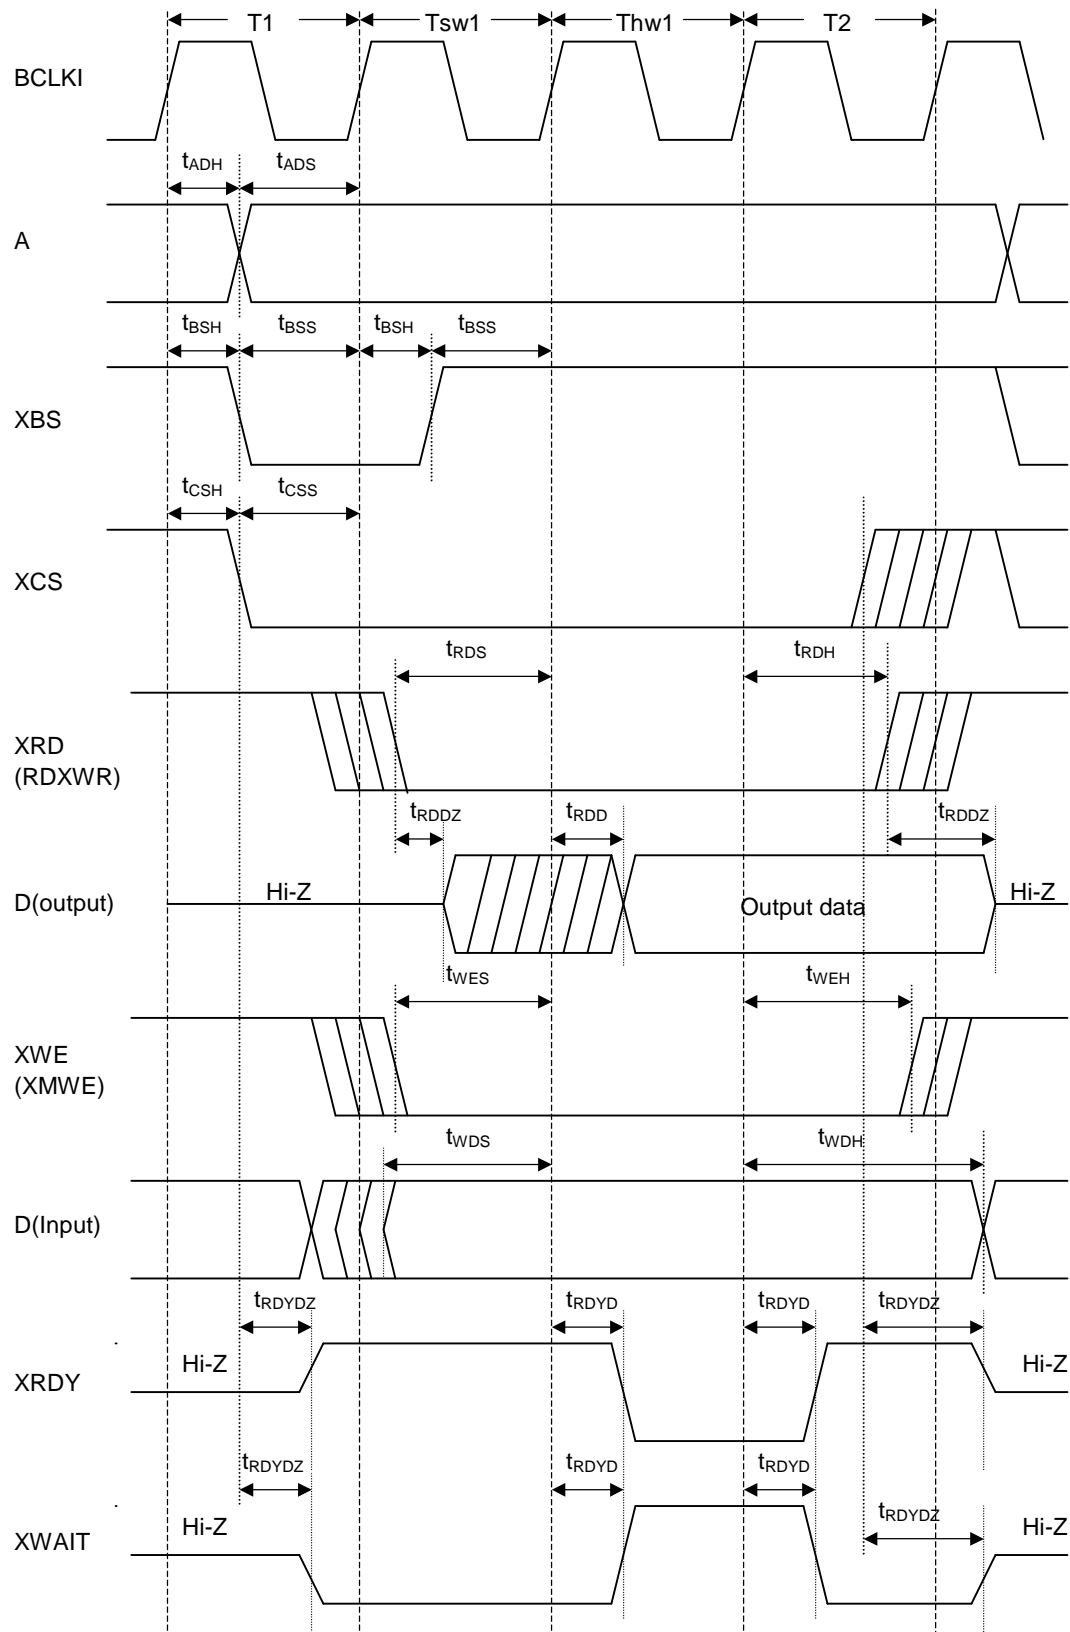 T1 Tsw1 Thw1 T2
BCLKI
tADH tADS
A
tBSH tBSS tBSH tBSS
XBS
tCSH tCSS
XCS
tRDS tRDH
XRD
(RDXWR)
tRDDZ tRDD tRDDZ
D(output) Hi-Z Output data Hi-Z
tWES tWEH
XWE
(XMWE)
tWDS tWDH
D(Input)
tRDYDZ tRDYD tRDYD tRDYDZ
XRDY Hi-Z Hi-Z
tRDYDZ tRDYD tRDYD tRDYDZ
XWAIT Hi-Z Hi-Z